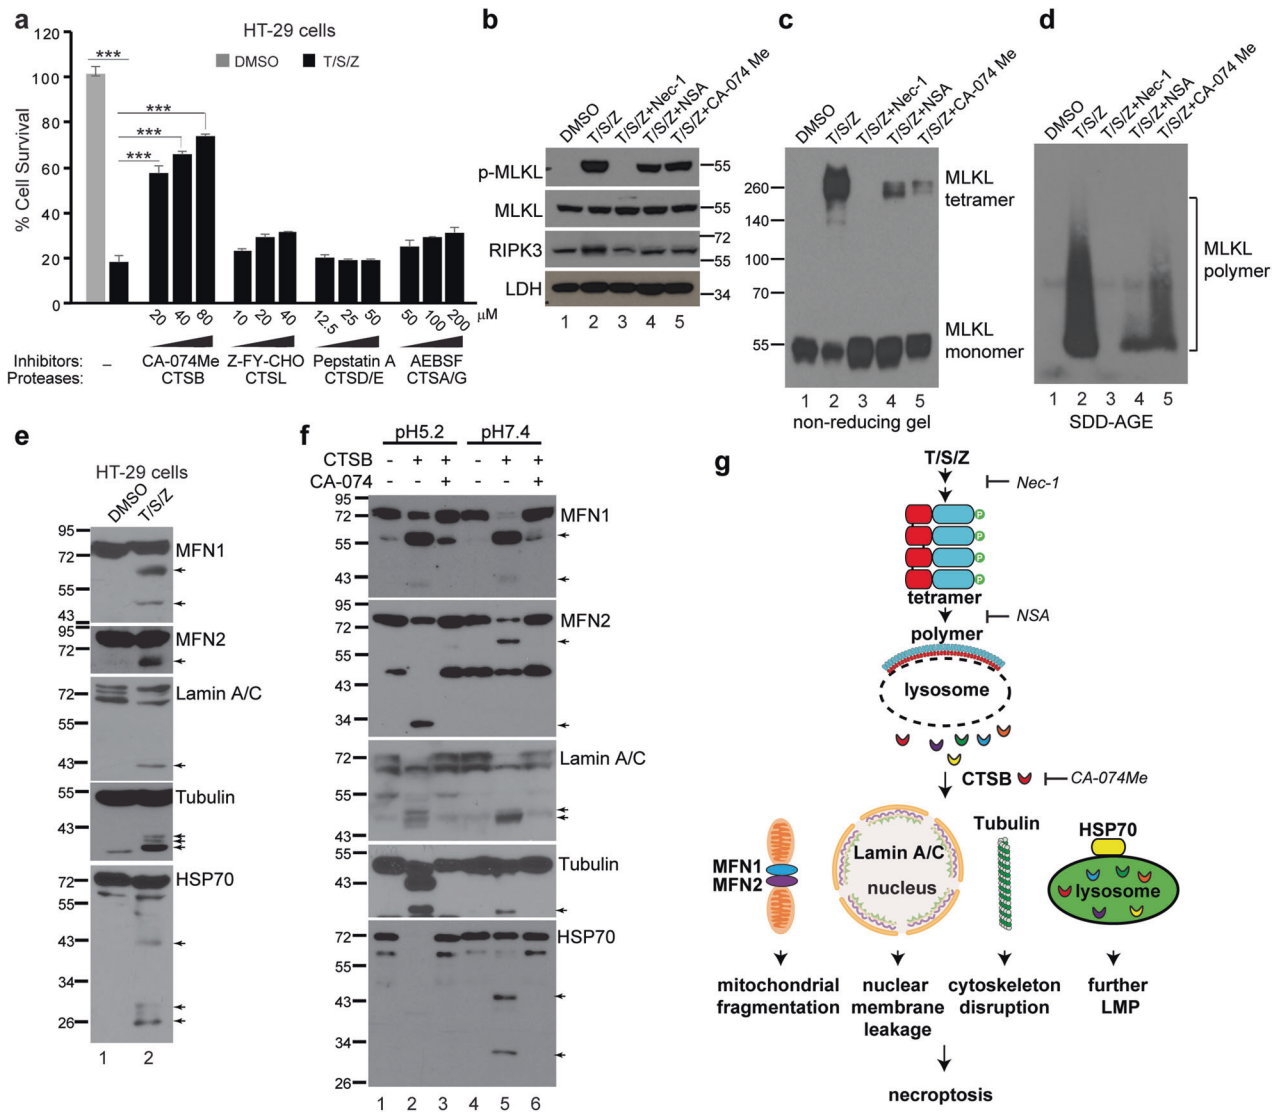 a
HT-29 cells
DMSO
T/S/Z
% Cell Survival
120
100
80
60
40
20
0
***
***
***
***
20
40
80
10
20
40
12.5
25
50
50
100
200
μM
Inhibitors:
–
CA-074Me
Z-FY-CHO
Pepstatin A
AEBSF
Proteases:
CTSB
CTSL
CTSD/E
CTSA/G
b
DMSO
T/S/Z
T/S/Z+Nec-1
T/S/Z+NSA
T/S/Z+CA-074 Me
p-MLKL
55
MLKL
55
RIPK3
72
55
LDH
34
1 2 3 4 5
c
DMSO
T/S/Z
T/S/Z+Nec-1
T/S/Z+NSA
T/S/Z+CA-074 Me
260
140
100
70
55
MLKL
tetramer
MLKL
monomer
1 2 3 4 5
non-reducing gel
d
DMSO
T/S/Z
T/S/Z+Nec-1
T/S/Z+NSA
T/S/Z+CA-074 Me
MLKL
polymer
1 2 3 4 5
SDD-AGE
e
HT-29 cells
DMSO
T/S/Z
95
72
55
43
MFN1
95
72
MFN2
72
55
43
Lamin A/C
55
43
Tubulin
72
55
43
34
26
HSP70
1 2
f
pH5.2 pH7.4
CTSB - + + - + +
CA-074 - - + - - +
95
72
55
43
MFN1
95
72
55
43
34
MFN2
72
55
43
Lamin A/C
55
43
Tubulin
72
55
43
34
26
HSP70
1 2 3 4 5 6
g
T/S/Z
Nec-1
P
P
P
P
tetramer
NSA
polymer
lysosome
CTSB
CA-074Me
MFN1
MFN2
Lamin A/C
nucleus
Tubulin
HSP70
lysosome
mitochondrial
fragmentation
nuclear
membrane
leakage
cytoskeleton
disruption
further
LMP
necroptosis